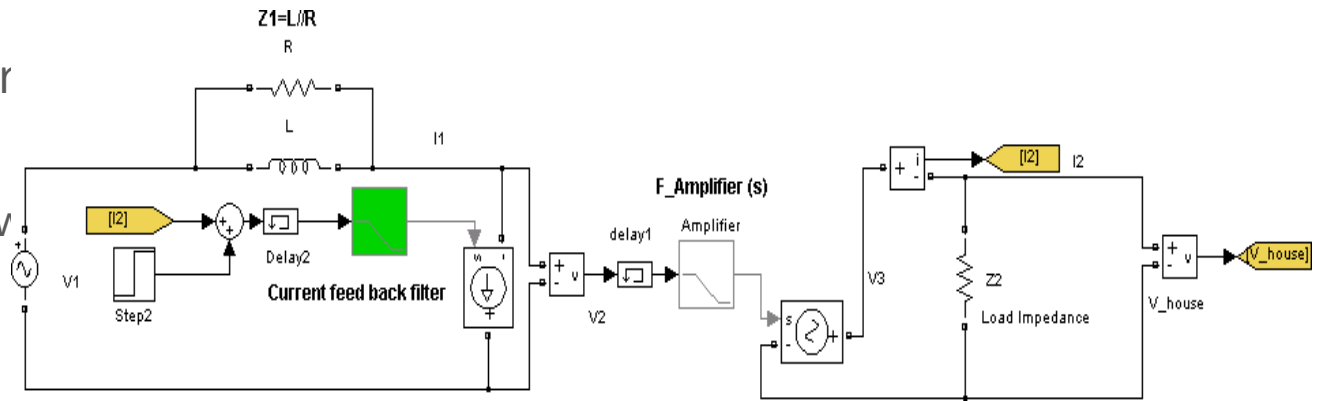 Z1=L//R
R
r
L
I1
[I2]
I2
F_Amplifier (s)
Amplifier
[I2]
delay1
V
Delay2
V1
Step2
Current feed back filter
s
-
+
+
-
v
V2
s
-
+
V3
+
-
i
Z2
Load Impedance
+
-
v
[V_house]
V_house